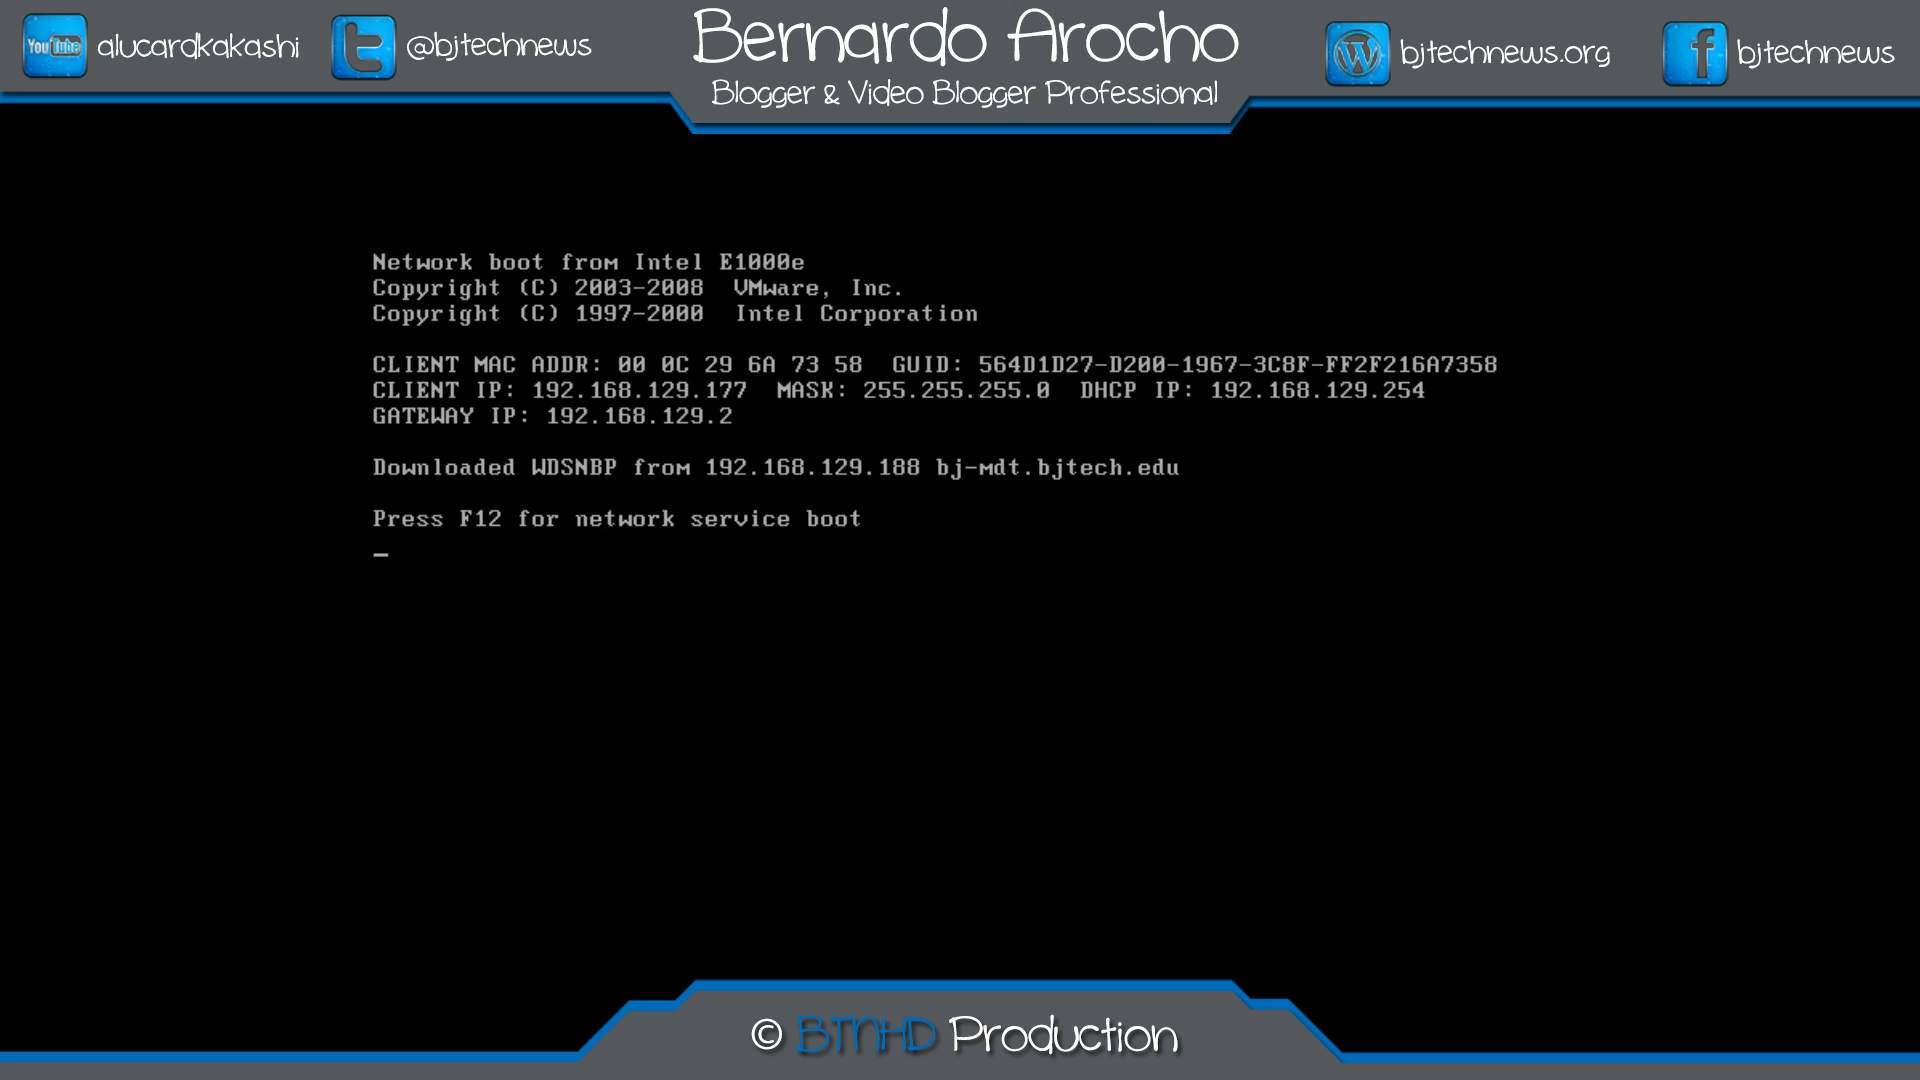 YouTube alucardkakashi
@bjtechnews
Bernardo Arocho
Blogger & Video Blogger Professional
bjtechnews.org
bjtechnews
Network boot from Intel E1000e
Copyright (C) 2003-2008  VMware, Inc.
Copyright (C) 1997-2000  Intel Corporation
CLIENT MAC ADDR: 00 0C 29 6A 73 58  GUID: 564D1D27-D200-1967-3C8F-FF2F216A7358
CLIENT IP: 192.168.129.177  MASK: 255.255.255.0  DHCP IP: 192.168.129.254
GATEWAY IP: 192.168.129.2
Downloaded WDSNBP from 192.168.129.188 bj-mdt.bjtech.edu
Press F12 for network service boot
_
© BTNHD Production